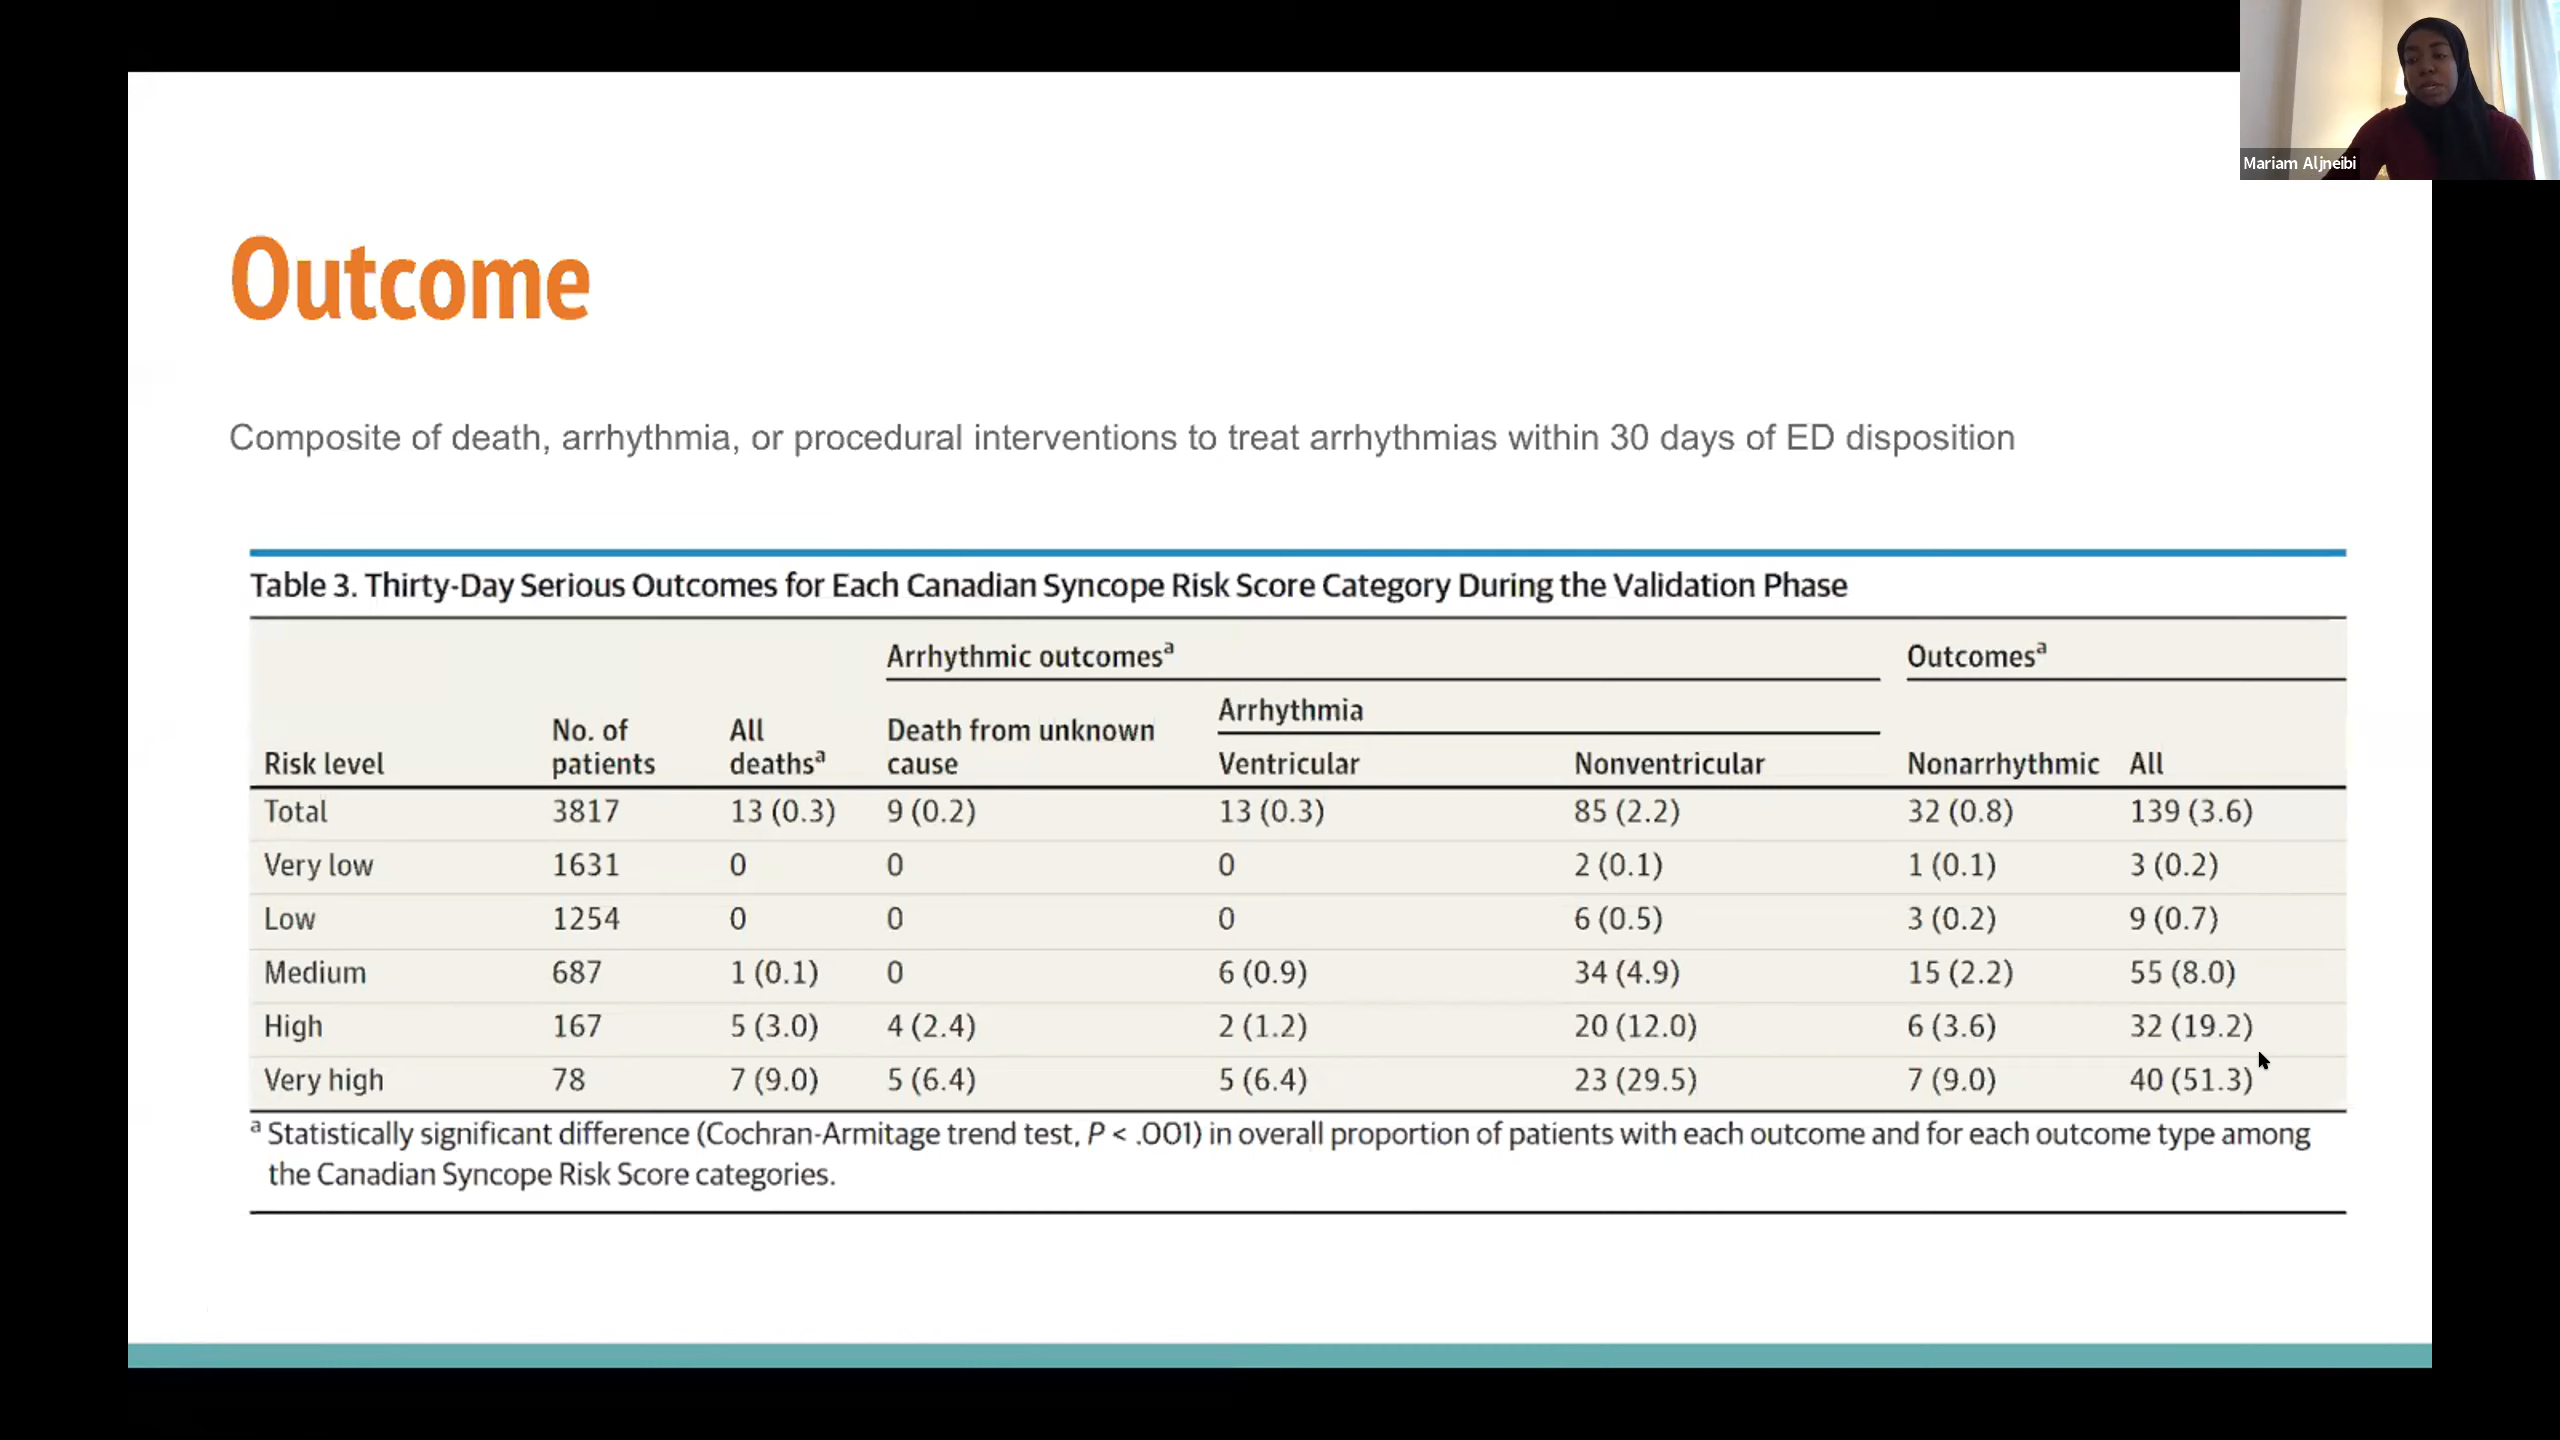 Mariam Aljneibi
Outcome
Composite of death, arrhythmia, or procedural interventions to treat arrhythmias within 30 days of ED disposition
Table 3. Thirty-Day Serious Outcomes for Each Canadian Syncope Risk Score Category During the Validation Phase
Arrhythmic outcomesᵃ Outcomesᵃ
Arrhythmia
No. of All Death from unknown
Risk level patients deathsᵃ cause Ventricular Nonventricular Nonarrhythmic All
Total 3817 13 (0.3) 9 (0.2) 13 (0.3) 85 (2.2) 32 (0.8) 139 (3.6)
Very low 1631 0 0 0 2 (0.1) 1 (0.1) 3 (0.2)
Low 1254 0 0 0 6 (0.5) 3 (0.2) 9 (0.7)
Medium 687 1 (0.1) 0 6 (0.9) 34 (4.9) 15 (2.2) 55 (8.0)
High 167 5 (3.0) 4 (2.4) 2 (1.2) 20 (12.0) 6 (3.6) 32 (19.2)
Very high 78 7 (9.0) 5 (6.4) 5 (6.4) 23 (29.5) 7 (9.0) 40 (51.3)
ᵃ Statistically significant difference (Cochran-Armitage trend test, P < .001) in overall proportion of patients with each outcome and for each outcome type among
the Canadian Syncope Risk Score categories.